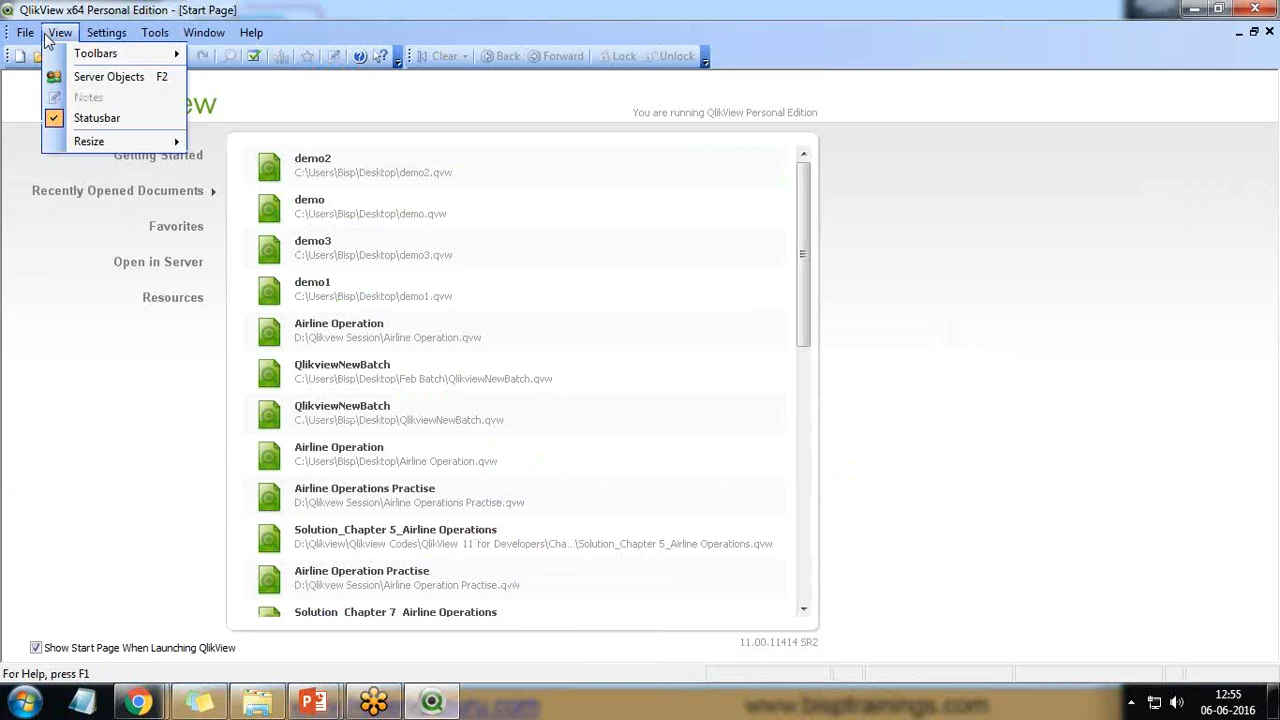 QlikView x64 Personal Edition - [Start Page]
File View Settings Tools Window Help
Clear Back Forward Lock Unlock
Toolbars
Server Objects F2
Notes
Statusbar
Resize
ew
You are running QlikView Personal Edition
Getting Started
Recently Opened Documents
Favorites
Open in Server
Resources
demo2
C:\Users\Bisp\Desktop\demo2.qvw
demo
C:\Users\Bisp\Desktop\demo.qvw
demo3
C:\Users\Bisp\Desktop\demo3.qvw
demo1
C:\Users\Bisp\Desktop\demo1.qvw
Airline Operation
D:\Qlikvew Session\Airline Operation.qvw
QlikviewNewBatch
C:\Users\Bisp\Desktop\Feb Batch\QlikviewNewBatch.qvw
QlikviewNewBatch
C:\Users\Bisp\Desktop\QlikviewNewBatch.qvw
Airline Operation
C:\Users\Bisp\Desktop\Airline Operation.qvw
Airline Operations Practise
D:\Qlikvew Session\Airline Operations Practise.qvw
Solution_Chapter 5_Airline Operations
D:\Qlikview\Qlikview Codes\QlikView 11 for Developers\Cha...\Solution_Chapter 5_Airline Operations.qvw
Airline Operation Practise
D:\Qlikvew Session\Airline Operation Practise.qvw
Solution_Chapter 7_Airline Operations
Show Start Page When Launching QlikView
11.00.11414 SR2
For Help, press F1
www.bisptrainings.com
12:55
06-06-2016